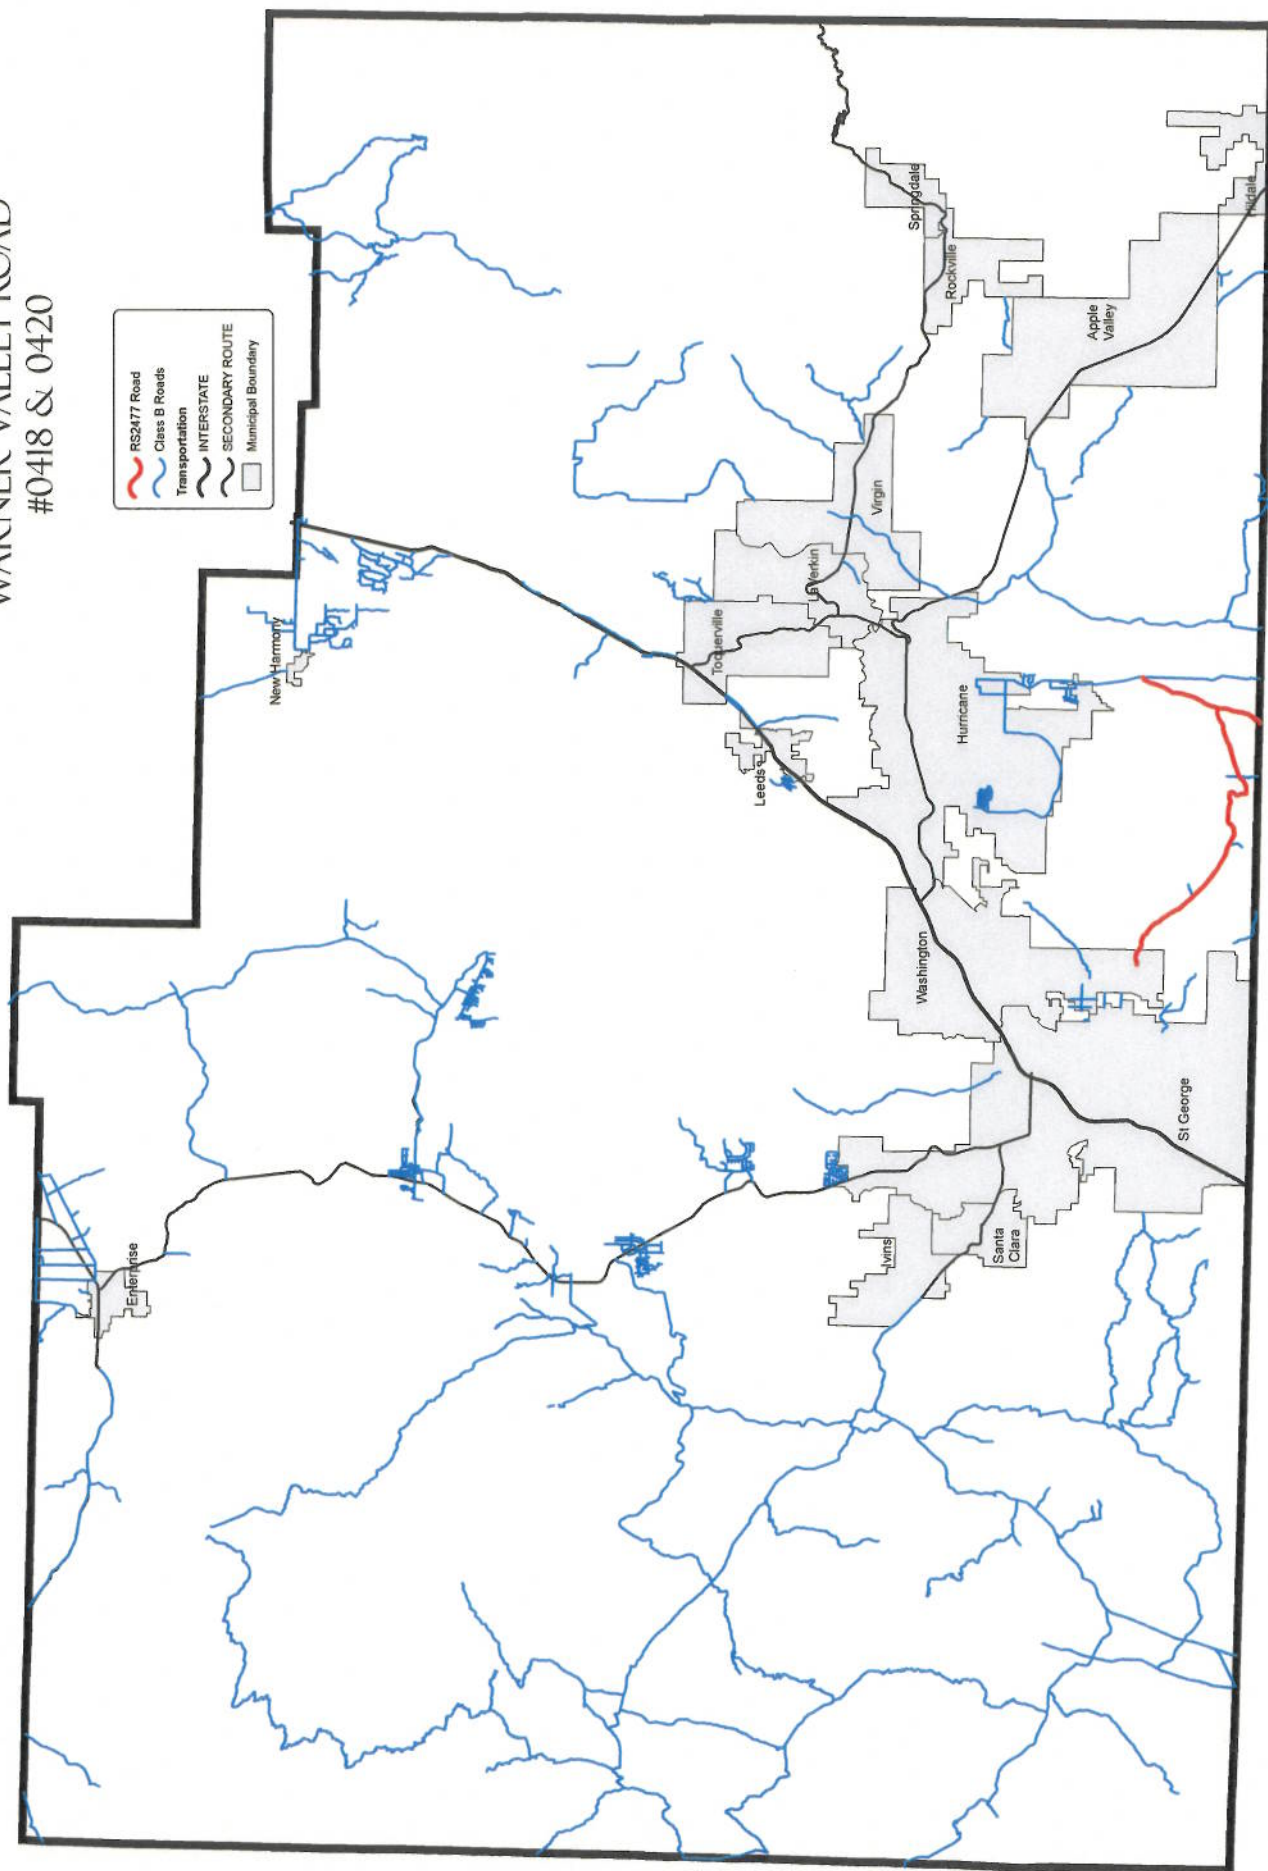 WARNER VALLEY ROAD
#0418 & 0420
RS2477 Road
Class B Roads
Transportation
INTERSTATE
SECONDARY ROUTE
Municipal Boundary
New Harmony
Enterprise
Leeds
Toquerville
LaVerkin
Virgin
Springdale
Rockville
Apple
Valley
Hildale
Hurricane
Washington
St George
Ivins
Santa
Clara